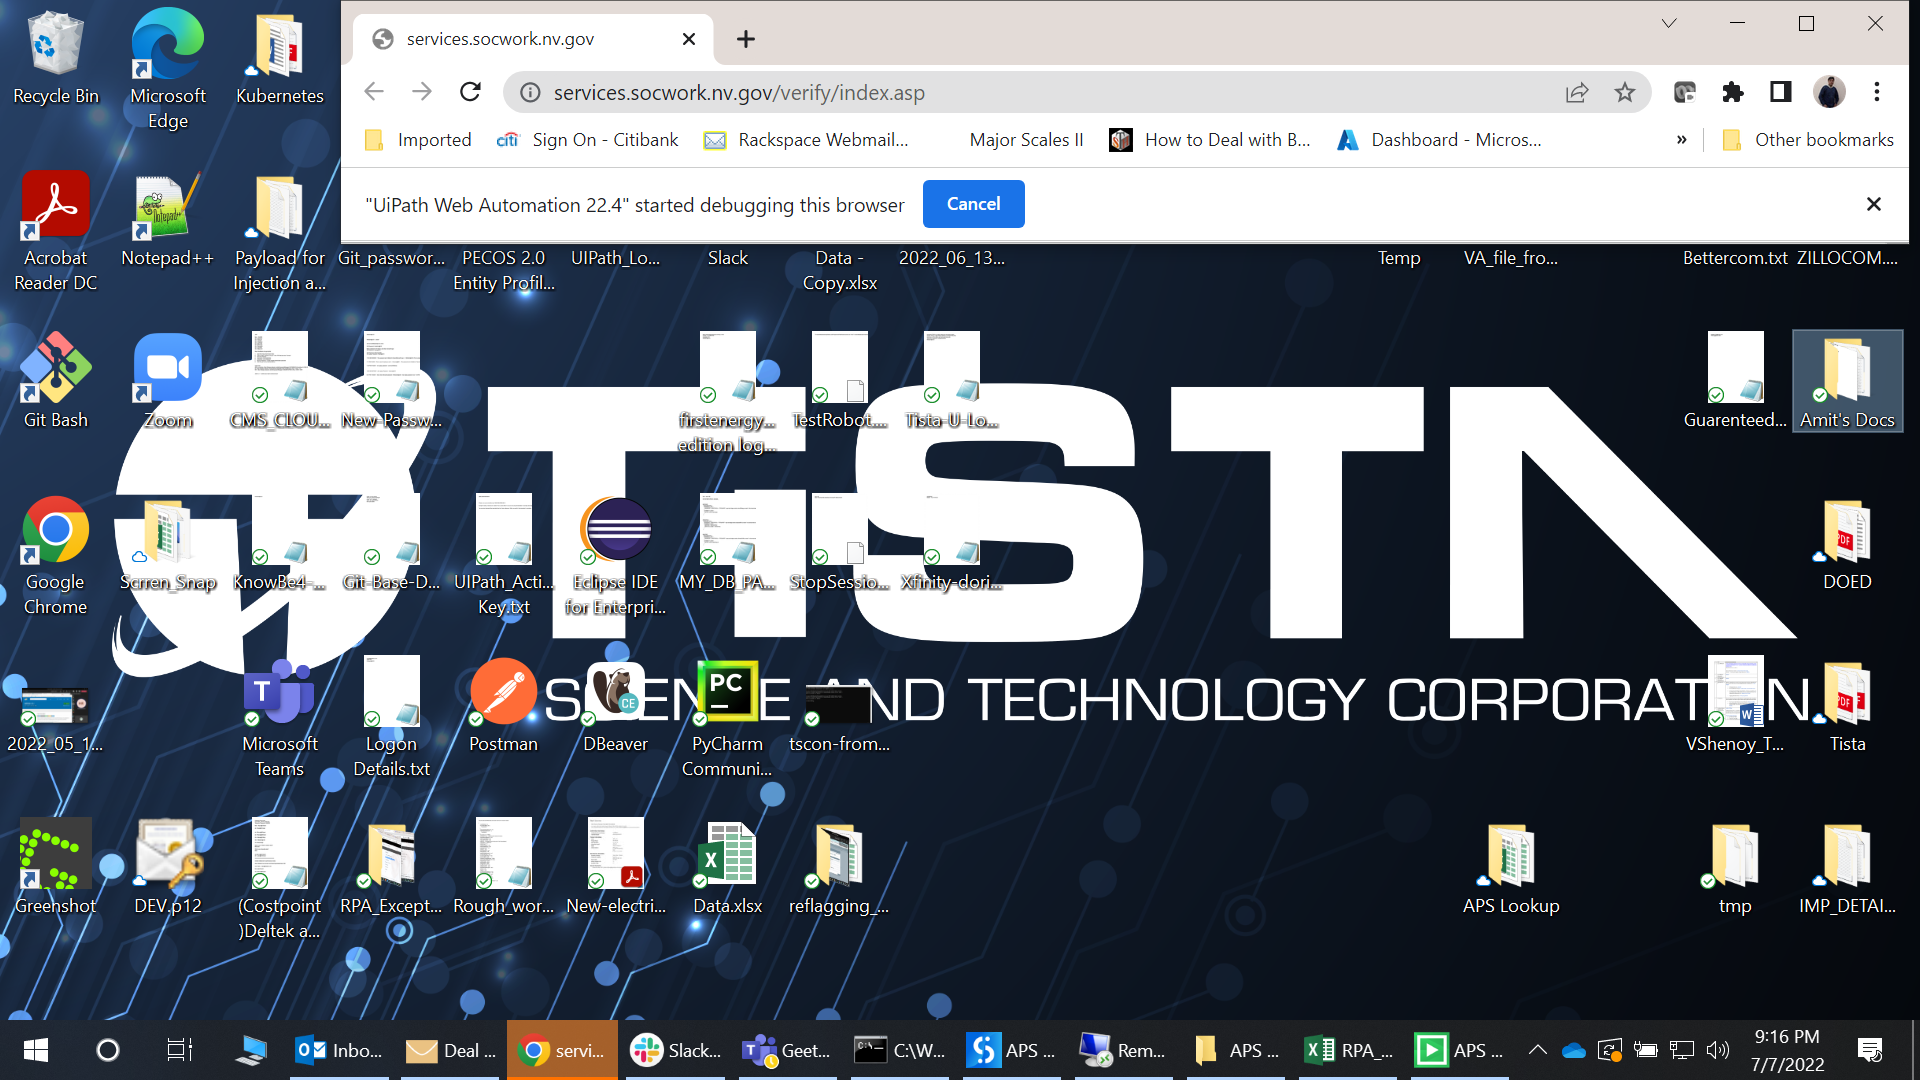 services.socwork.nv.gov
services.socwork.nv.gov/verify/index.asp
Imported
citi Sign On - Citibank
Rackspace Webmail...
Major Scales II
How to Deal with B...
Dashboard - Micros...
»
Other bookmarks
"UiPath Web Automation 22.4" started debugging this browser
Cancel
Recycle Bin
Microsoft
Edge
Kubernetes
Acrobat
Reader DC
Notepad++
Payload for
Injection a...
Git_passwor...
PECOS 2.0
Entity Profil...
UIPath_Lo...
Slack
Data -
Copy.xlsx
2022_06_13...
Temp
VA_file_fro...
Bettercom.txt
ZILLOCOM....
Git Bash
Zoom
CMS_CLOU...
New-Passw...
firstenergy...
edition log...
TestRobot....
Tista-U-Lo...
Guarenteed...
Amit's Docs
TiSTA
Google
Chrome
Scrren_Snap
KnowBe4-...
Git-Base-D...
UIPath_Acti...
Key.txt
Eclipse IDE
for Enterpri...
MY_DB_PA...
StopSessio...
Xfinity-dori...
PDF
DOED
SCIENCE AND TECHNOLOGY CORPORATION
2022_05_1...
T
Microsoft
Teams
Logon
Details.txt
Postman
CE
DBeaver
PC
PyCharm
Communi...
tscon-from...
VShenoy_T...
PDF
Tista
Greenshot
DEV.p12
(Costpoint
)Deltek a...
RPA_Except...
Rough_wor...
New-electri...
Data.xlsx
reflagging_...
APS Lookup
tmp
IMP_DETAI...
Inbo...
Deal ...
servi...
Slack...
Geet...
C:\W...
APS ...
Rem...
APS ...
RPA_...
APS ...
9:16 PM
7/7/2022